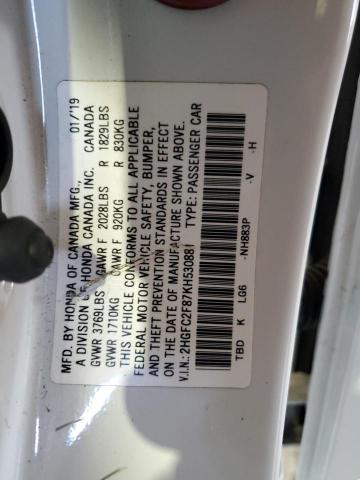 MFD. BY HONDA OF CANADA MFG., 01/19
A DIVISION OF HONDA CANADA INC. CANADA
GVWR 3769LBS GAWR F 2028LBS R 1829LBS
GVWR 1710KG GAWR F 920KG R 830KG
THIS VEHICLE CONFORMS TO ALL APPLICABLE
FEDERAL MOTOR VEHICLE SAFETY, BUMPER,
AND THEFT PREVENTION STANDARDS IN EFFECT
ON THE DATE OF MANUFACTURE SHOWN ABOVE.
V.I.N.:2HGFC2F87KH530881 TYPE: PASSENGER CAR
TBD K LG6 -NH883P -V -H